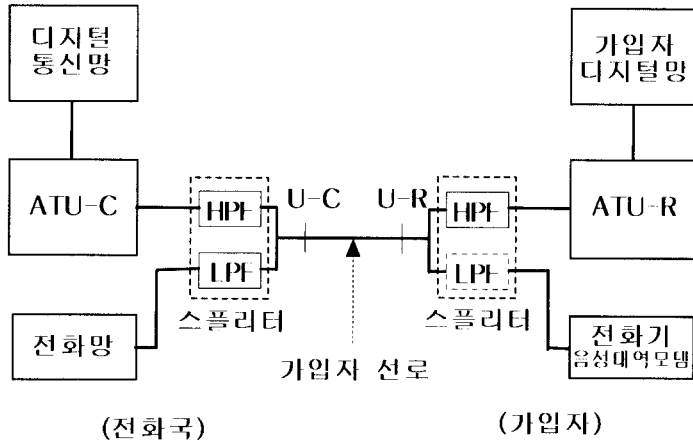 디지털
통신망
가입자
디지털망
ATU-C
HPF
U-C
U-R
HPF
ATU-R
LPF
LPF
스플리터
스플리터
전화망
가입자 선로
전화기
음성대역모뎀
(전화국)
(가입자)